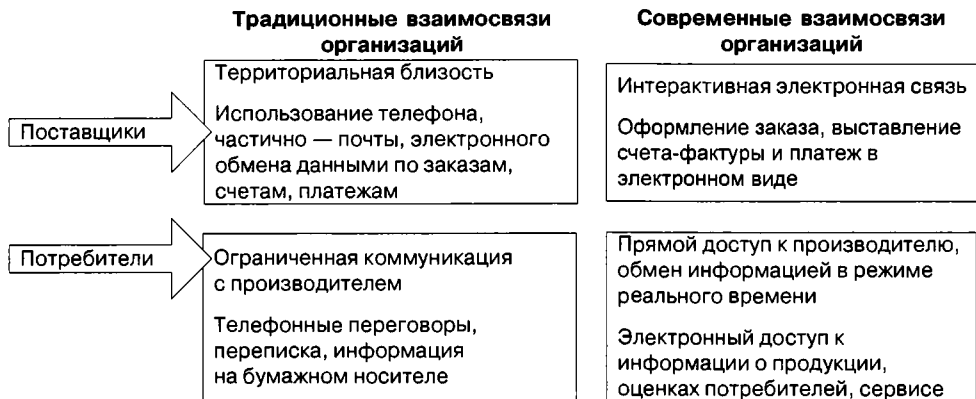 Традиционные взаимосвязи
организаций
Современные взаимосвязи
организаций
Поставщики
Территориальная близость
Использование телефона,
частично — почты, электронного
обмена данными по заказам,
счетам, платежам
Интерактивная электронная связь
Оформление заказа, выставление
счета-фактуры и платеж в
электронном виде
Потребители
Ограниченная коммуникация
с производителем
Телефонные переговоры,
переписка, информация
на бумажном носителе
Прямой доступ к производителю,
обмен информацией в режиме
реального времени
Электронный доступ к
информации о продукции,
оценках потребителей, сервисе